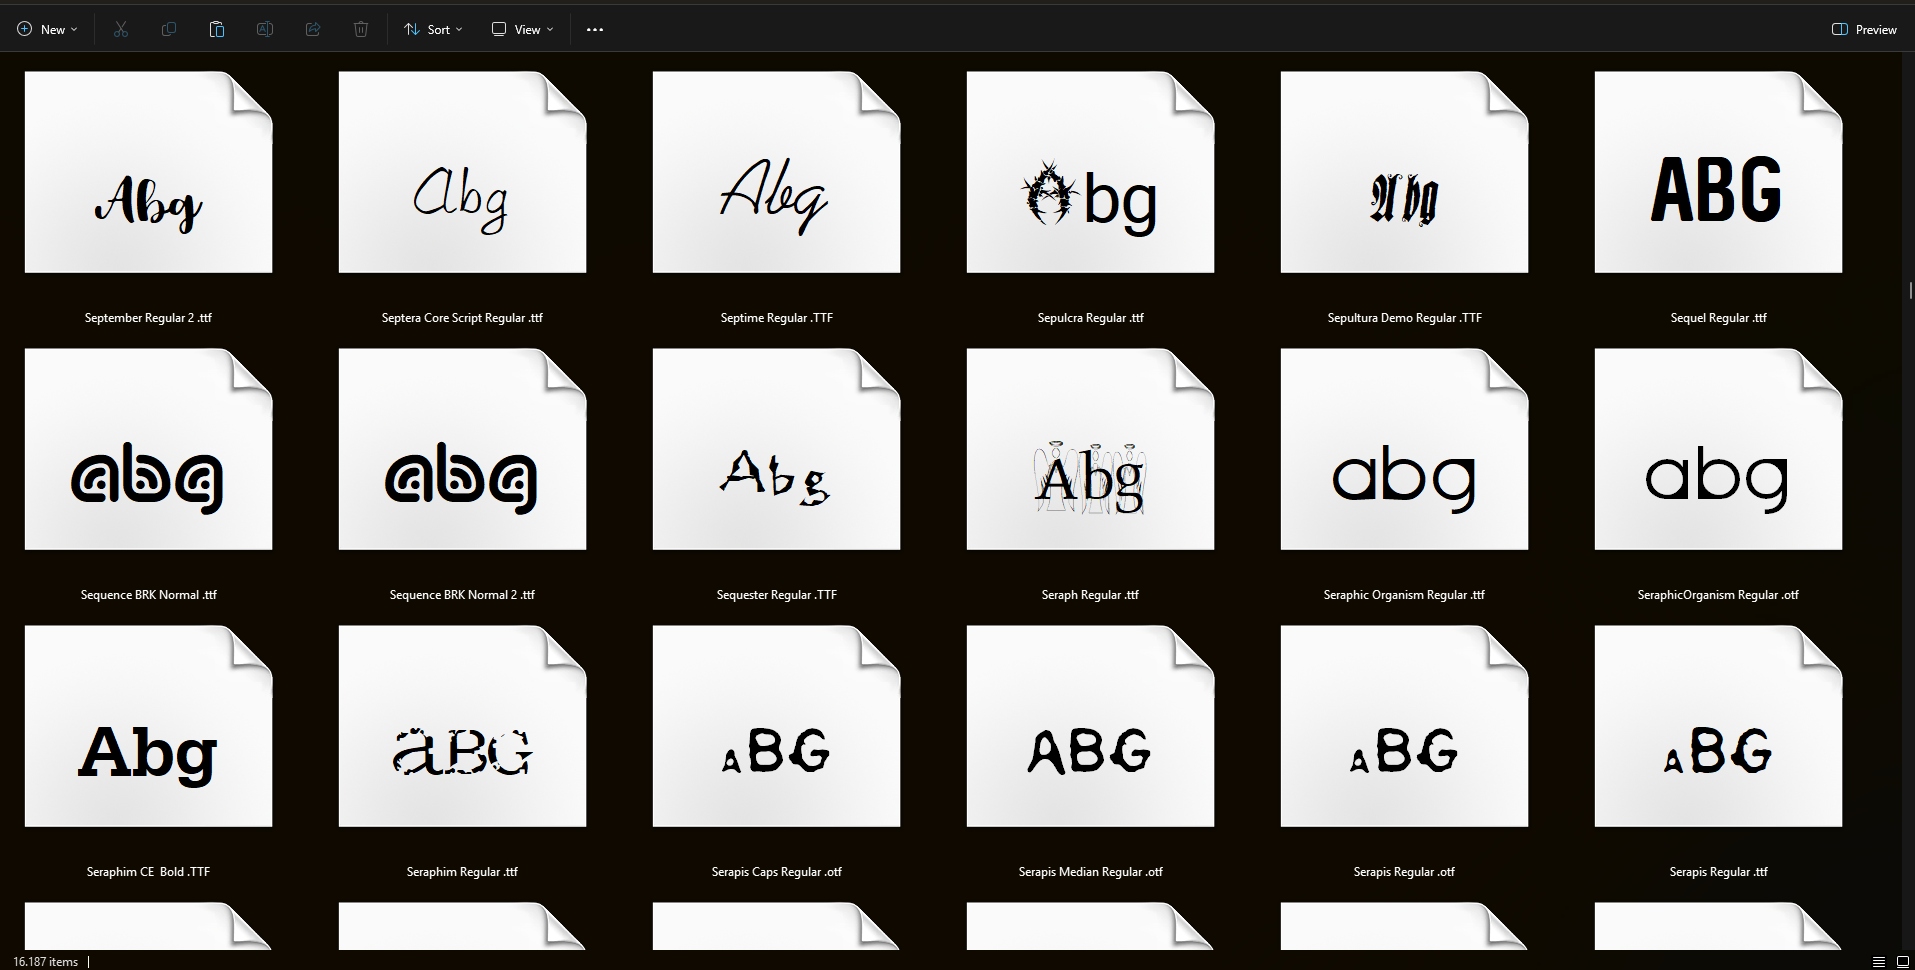 New
Sort
View
Preview
Abg
Abg
Abg
Abg
Abg
ABG
September Regular 2 .ttf
Septera Core Script Regular .ttf
Septime Regular .TTF
Sepulcra Regular .ttf
Sepultura Demo Regular .TTF
Sequel Regular .ttf
abg
abg
Abg
Abg
abg
abg
Sequence BRK Normal .ttf
Sequence BRK Normal 2 .ttf
Sequester Regular .TTF
Seraph Regular .ttf
Seraphic Organism Regular .ttf
SeraphicOrganism Regular .otf
Abg
aBG
ABG
ABG
ABG
ABG
Seraphim CE  Bold .TTF
Seraphim Regular .ttf
Serapis Caps Regular .otf
Serapis Median Regular .otf
Serapis Regular .otf
Serapis Regular .ttf
16.187 items